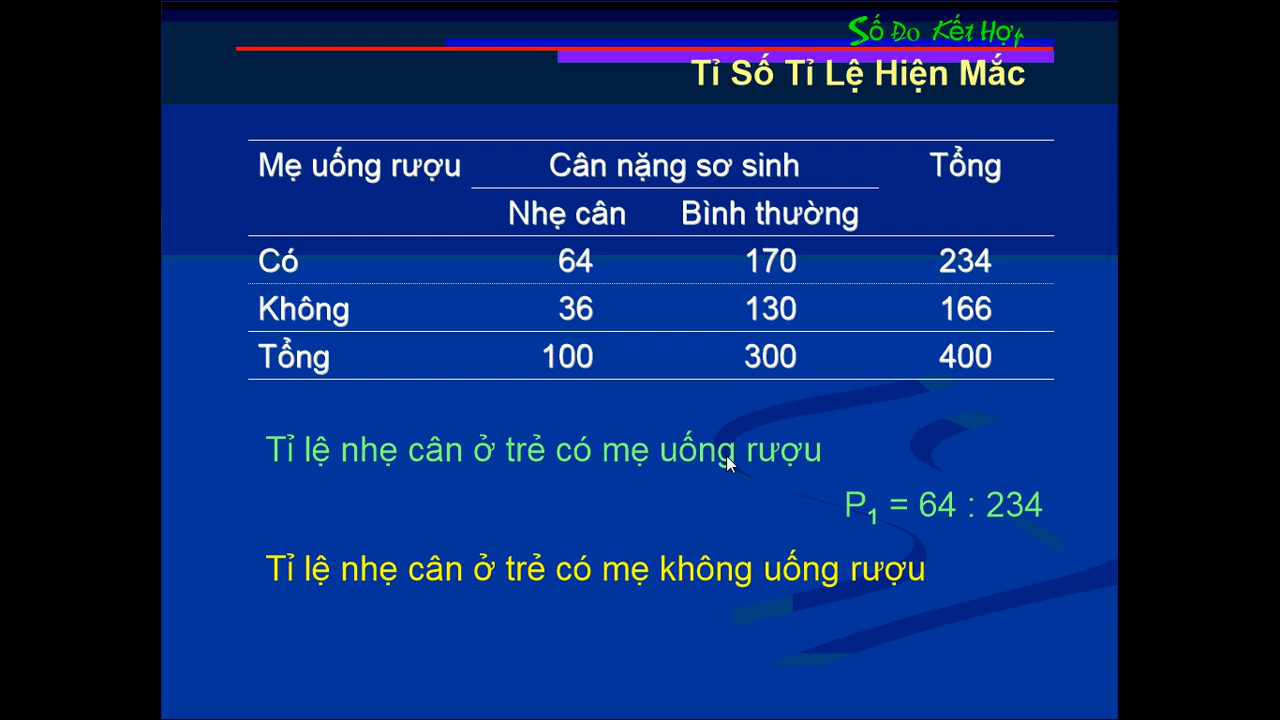 Số Đo Kết Hợp
Tỉ Số Tỉ Lệ Hiện Mắc
Mẹ uống rượu Cân nặng sơ sinh Tổng
Nhẹ cân Bình thường
Có 64 170 234
Không 36 130 166
Tổng 100 300 400
Tỉ lệ nhẹ cân ở trẻ có mẹ uống rượu
P₁ = 64 : 234
Tỉ lệ nhẹ cân ở trẻ có mẹ không uống rượu